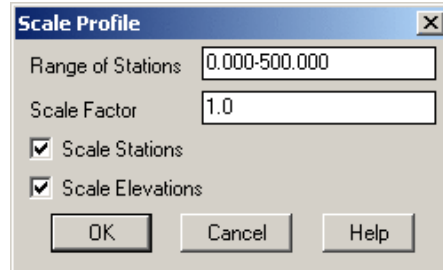 Scale Profile
Range of Stations 0.000-500.000
Scale Factor 1.0
Scale Stations
Scale Elevations
OK Cancel Help